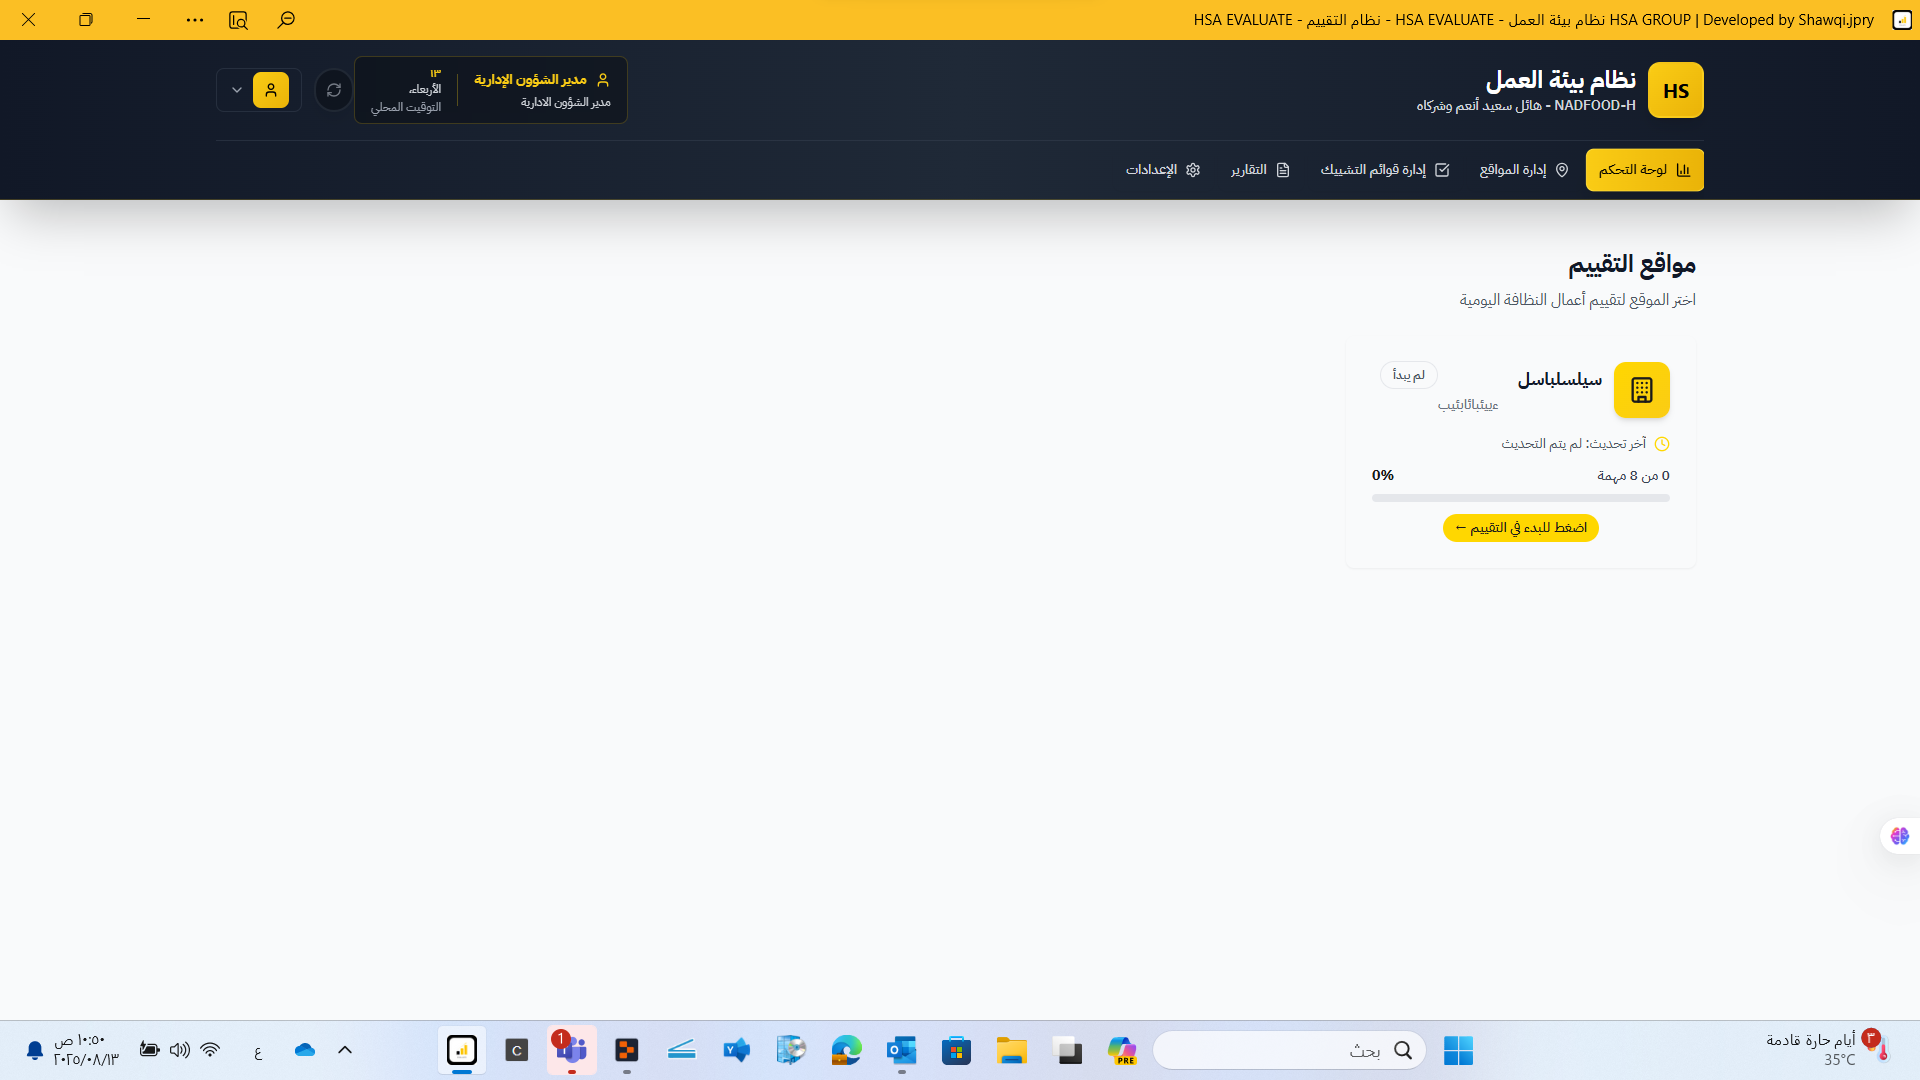 HSA EVALUATE - نظام التقييم - HSA EVALUATE - نظام بيئة العمل HSA GROUP | Developed by Shawqi.jpry
HS
نظام بيئة العمل
NADFOOD-H - هائل سعيد أنعم وشركاه
مدير الشؤون الإدارية
مدير الشؤون الادارية
١٣
الأربعاء،
التوقيت المحلي
لوحة التحكم
إدارة المواقع
إدارة قوائم التشييك
التقارير
الإعدادات
مواقع التقييم
اختر الموقع لتقييم أعمال النظافة اليومية
سيلسلباسل
لم يبدأ
ءييئبائابئيب
آخر تحديث: لم يتم التحديث
0 من 8 مهمة
0%
اضغط للبدء في التقييم ←
٣
أيام حارة قادمة
35°C
بحث
PRE
1
C
ع
١٠:٥٠ ص
٢٠٢٥/٠٨/١٣